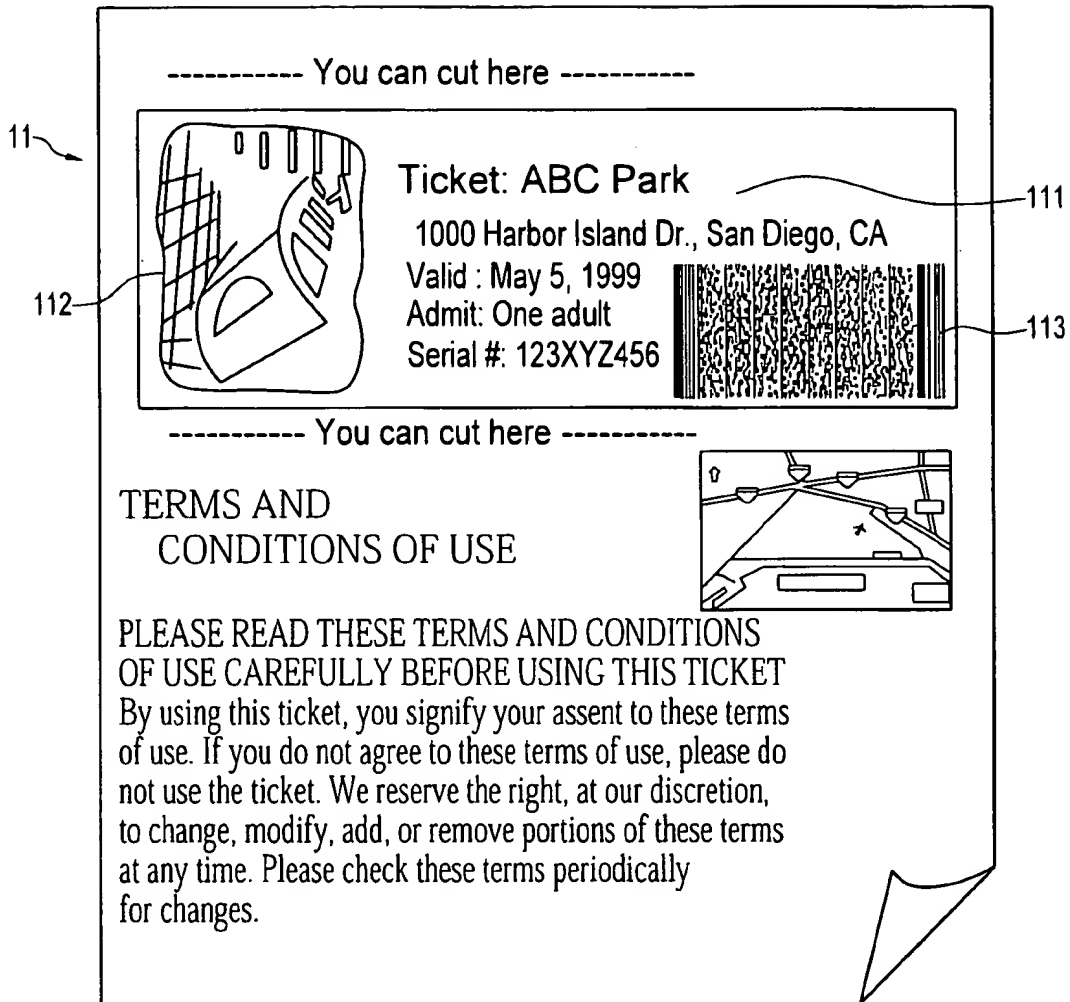 ----------- You can cut here -----------
11
Ticket: ABC Park
111
1000 Harbor Island Dr., San Diego, CA
Valid : May 5, 1999
112
Admit: One adult
113
Serial #: 123XYZ456
----------- You can cut here -----------
TERMS AND
CONDITIONS OF USE
PLEASE READ THESE TERMS AND CONDITIONS
OF USE CAREFULLY BEFORE USING THIS TICKET
By using this ticket, you signify your assent to these terms
of use. If you do not agree to these terms of use, please do
not use the ticket. We reserve the right, at our discretion,
to change, modify, add, or remove portions of these terms
at any time. Please check these terms periodically
for changes.